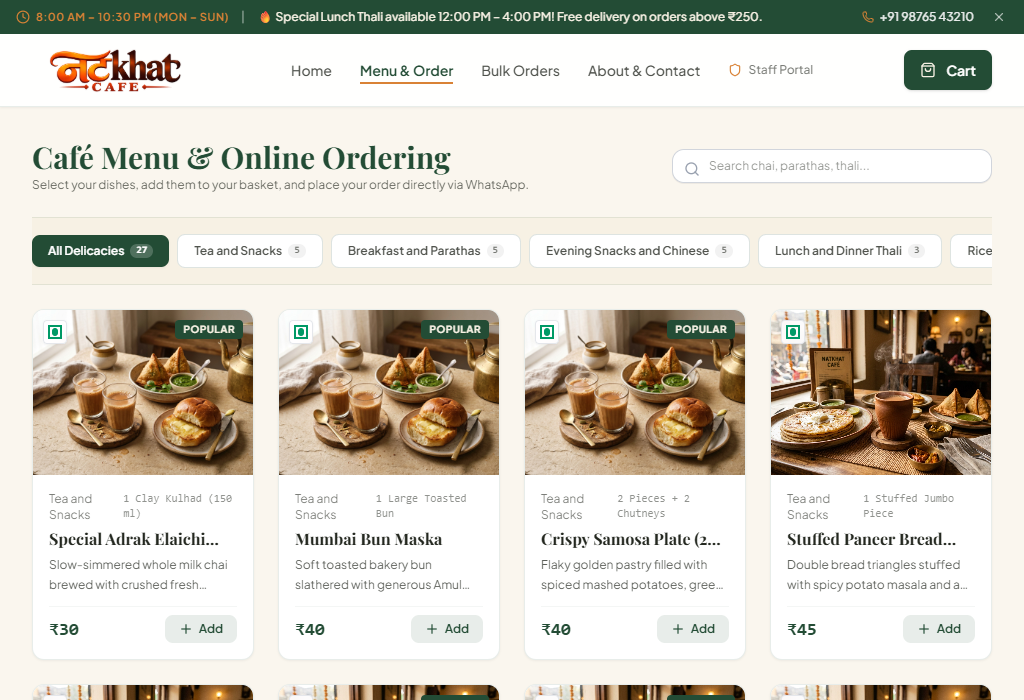 8:00 AM – 10:30 PM (MON – SUN) | 🔥 Special Lunch Thali available 12:00 PM – 4:00 PM! Free delivery on orders above ₹250. +91 98765 43210 ×
नटkhat
CAFE
Home Menu & Order Bulk Orders About & Contact Staff Portal Cart
Café Menu & Online Ordering
Select your dishes, add them to your basket, and place your order directly via WhatsApp.
Search chai, parathas, thali...
All Delicacies 27 Tea and Snacks 5 Breakfast and Parathas 5 Evening Snacks and Chinese 5 Lunch and Dinner Thali 3 Rice
POPULAR POPULAR POPULAR
NATKHAT
CAFE
Tea and Snacks 1 Clay Kulhad (150 ml)
Special Adrak Elaichi...
Slow-simmered whole milk chai
brewed with crushed fresh...
₹30 + Add
Tea and Snacks 1 Large Toasted Bun
Mumbai Bun Maska
Soft toasted bakery bun
slathered with generous Amul...
₹40 + Add
Tea and Snacks 2 Pieces + 2 Chutneys
Crispy Samosa Plate (2...
Flaky golden pastry filled with
spiced mashed potatoes, gree...
₹40 + Add
Tea and Snacks 1 Stuffed Jumbo Piece
Stuffed Paneer Bread...
Double bread triangles stuffed
with spicy potato masala and a...
₹45 + Add